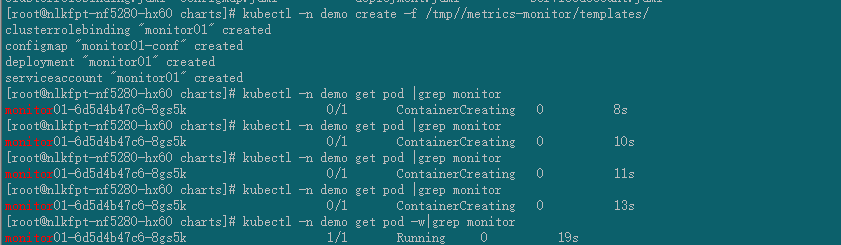 [root@nlkfpt-nf5280-hx60 charts]# kubectl -n demo create -f /tmp//metrics-monitor/templates/
clusterrolebinding "monitor01" created
configmap "monitor01-conf" created
deployment "monitor01" created
serviceaccount "monitor01" created
[root@nlkfpt-nf5280-hx60 charts]# kubectl -n demo get pod |grep monitor
monitor01-6d5d4b47c6-8gs5k 0/1 ContainerCreating 0 8s
[root@nlkfpt-nf5280-hx60 charts]# kubectl -n demo get pod |grep monitor
monitor01-6d5d4b47c6-8gs5k 0/1 ContainerCreating 0 10s
[root@nlkfpt-nf5280-hx60 charts]# kubectl -n demo get pod |grep monitor
monitor01-6d5d4b47c6-8gs5k 0/1 ContainerCreating 0 11s
[root@nlkfpt-nf5280-hx60 charts]# kubectl -n demo get pod |grep monitor
monitor01-6d5d4b47c6-8gs5k 0/1 ContainerCreating 0 13s
[root@nlkfpt-nf5280-hx60 charts]# kubectl -n demo get pod -w|grep monitor
monitor01-6d5d4b47c6-8gs5k 1/1 Running 0 19s